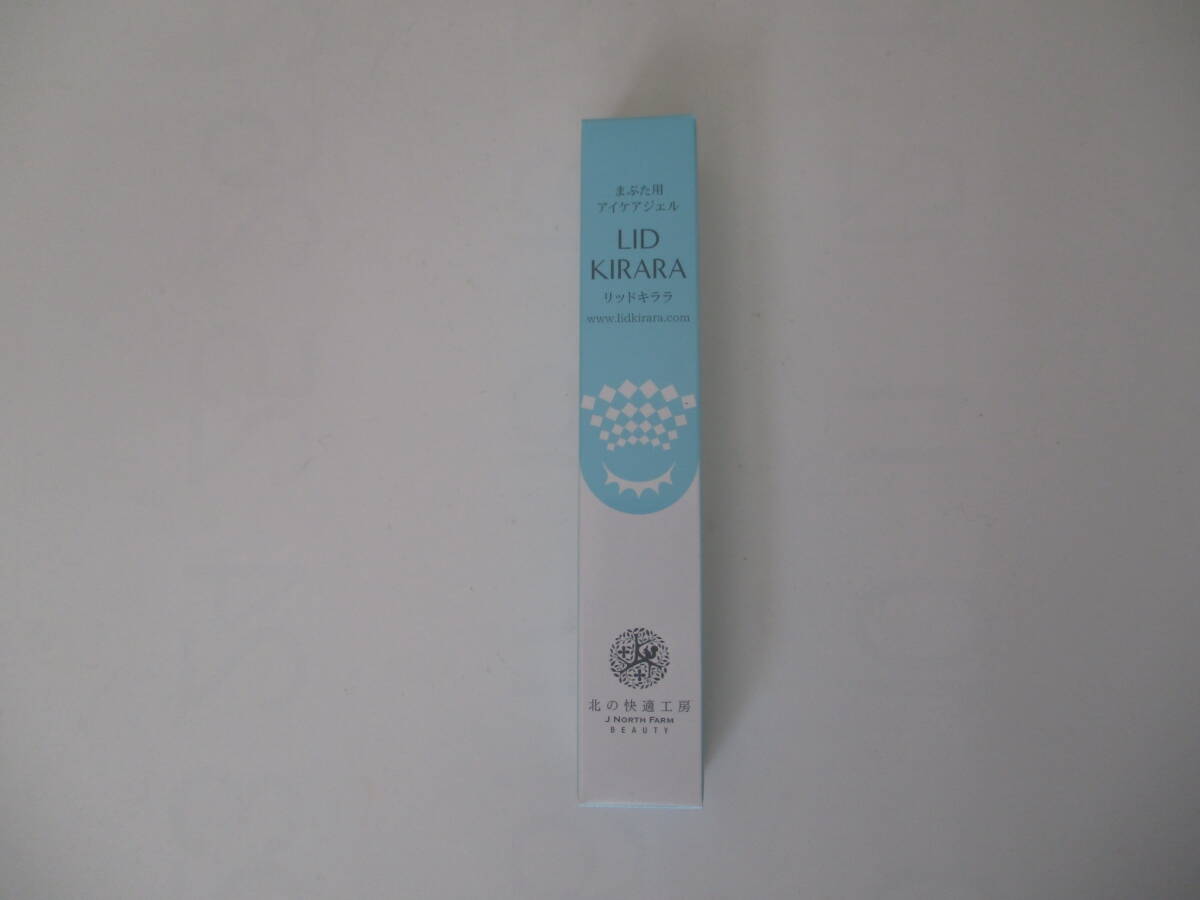 まぶた用
アイケアジェル
LID
KIRARA
リッドキララ
www.lidkirara.com
北の快適工房
J NORTH FARM
BEAUTY